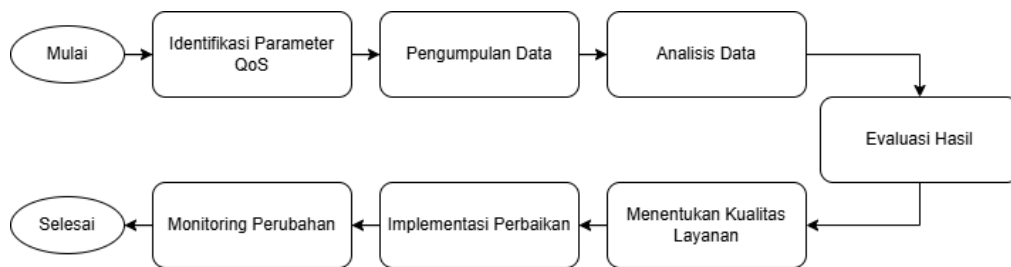 Mulai
Identifikasi Parameter
QoS
Pengumpulan Data
Analisis Data
Evaluasi Hasil
Menentukan Kualitas
Layanan
Implementasi Perbaikan
Monitoring Perubahan
Selesai